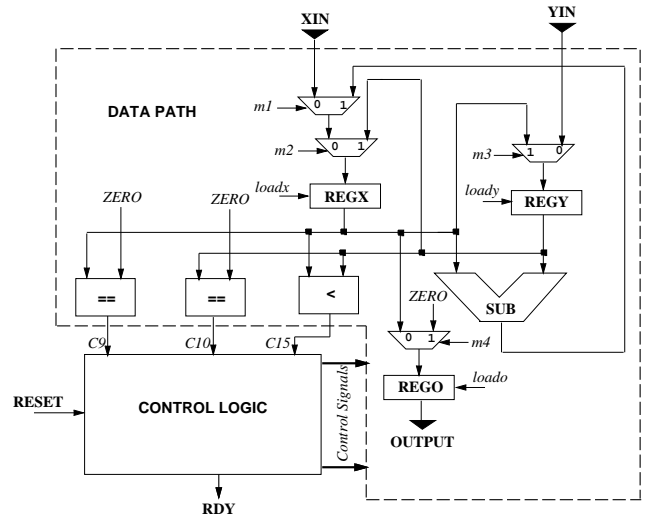 XIN
YIN
DATA PATH
m1
0 1
m2
0 1
m3
1 0
loadx
REGX
loady
REGY
ZERO
ZERO
==
==
<
ZERO
SUB
C9
C10
C15
0 1
m4
CONTROL LOGIC
Control Signals
REGO
loado
RESET
OUTPUT
RDY